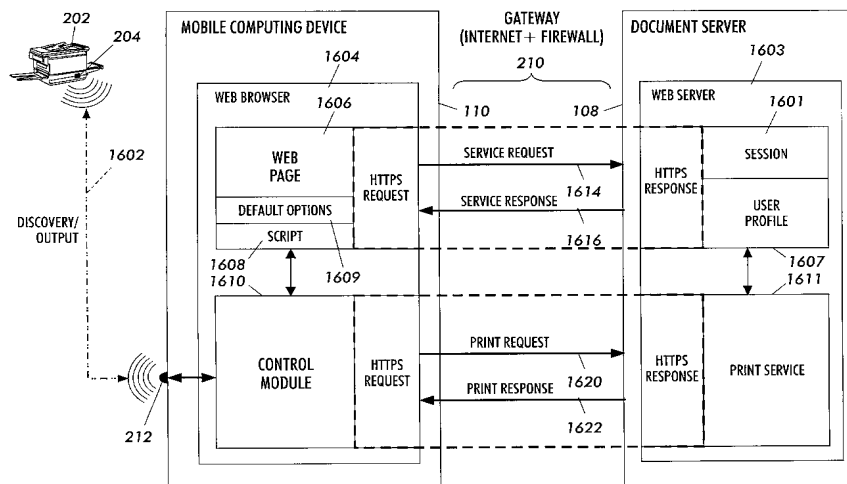 202
204
MOBILE COMPUTING DEVICE
GATEWAY
(INTERNET + FIREWALL)
210
DOCUMENT SERVER
1604
WEB BROWSER
1606
110
108
1603
WEB SERVER
1601
1602
WEB
PAGE
HTTPS
REQUEST
SERVICE REQUEST
1614
SERVICE RESPONSE
1616
HTTPS
RESPONSE
SESSION
USER
PROFILE
DEFAULT OPTIONS
SCRIPT
DISCOVERY/
OUTPUT
1608
1609
1610
1607
1611
CONTROL
MODULE
HTTPS
REQUEST
PRINT REQUEST
1620
PRINT RESPONSE
1622
HTTPS
RESPONSE
PRINT SERVICE
212